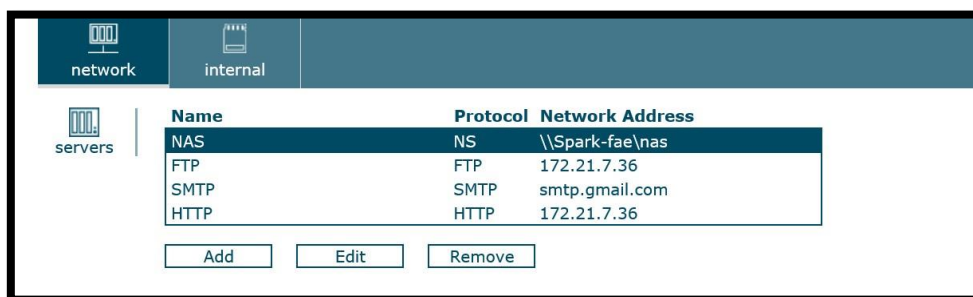 network internal
servers
Name Protocol Network Address
NAS NS \\Spark-fae\nas
FTP FTP 172.21.7.36
SMTP SMTP smtp.gmail.com
HTTP HTTP 172.21.7.36
Add Edit Remove